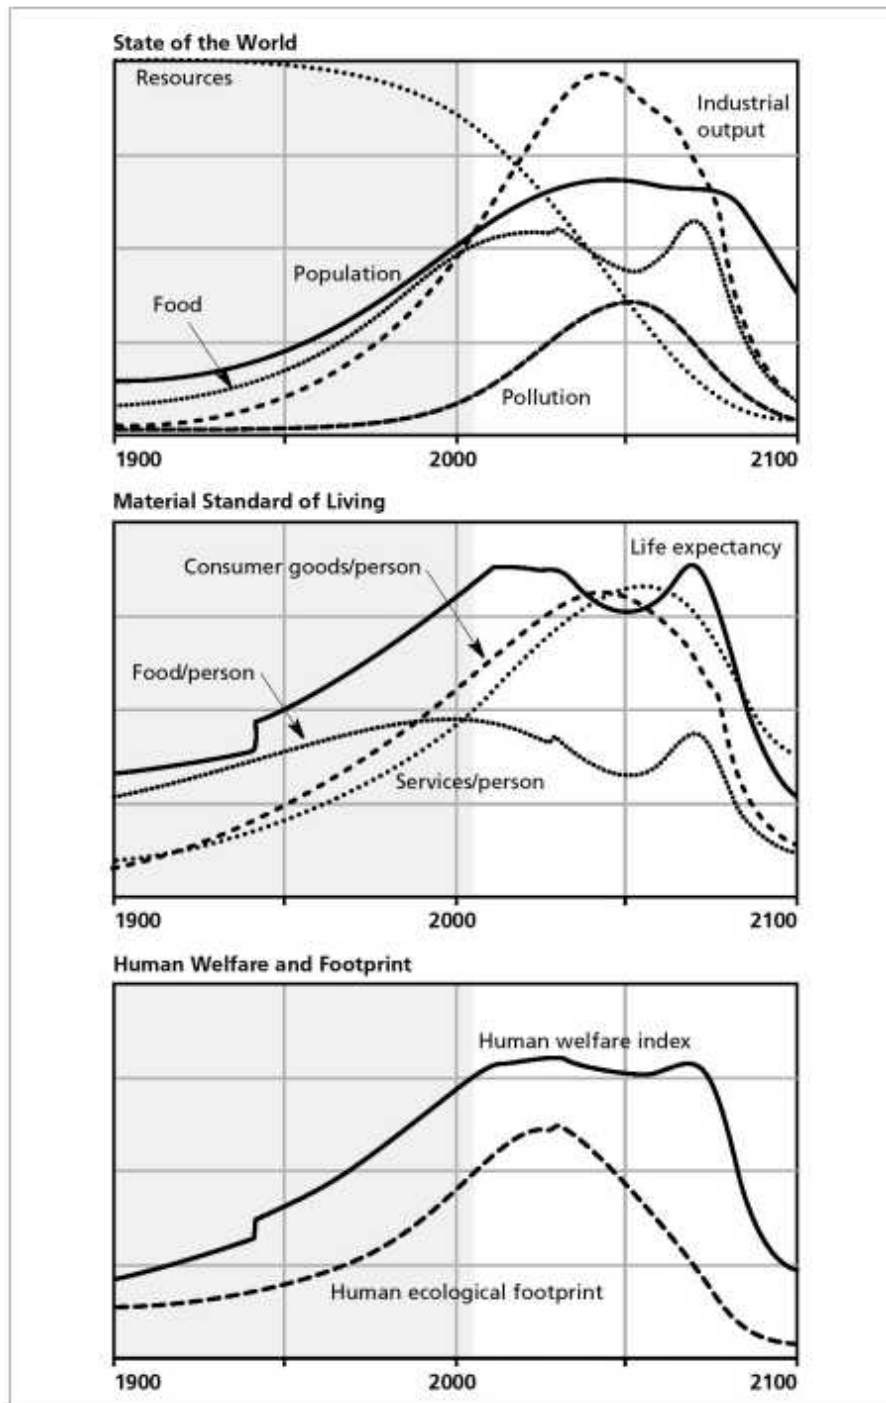 State of the World
Resources
Industrial
output
Population
Food
Pollution
1900 2000 2100
Material Standard of Living
Life expectancy
Consumer goods/person
Food/person
Services/person
1900 2000 2100
Human Welfare and Footprint
Human welfare index
Human ecological footprint
1900 2000 2100